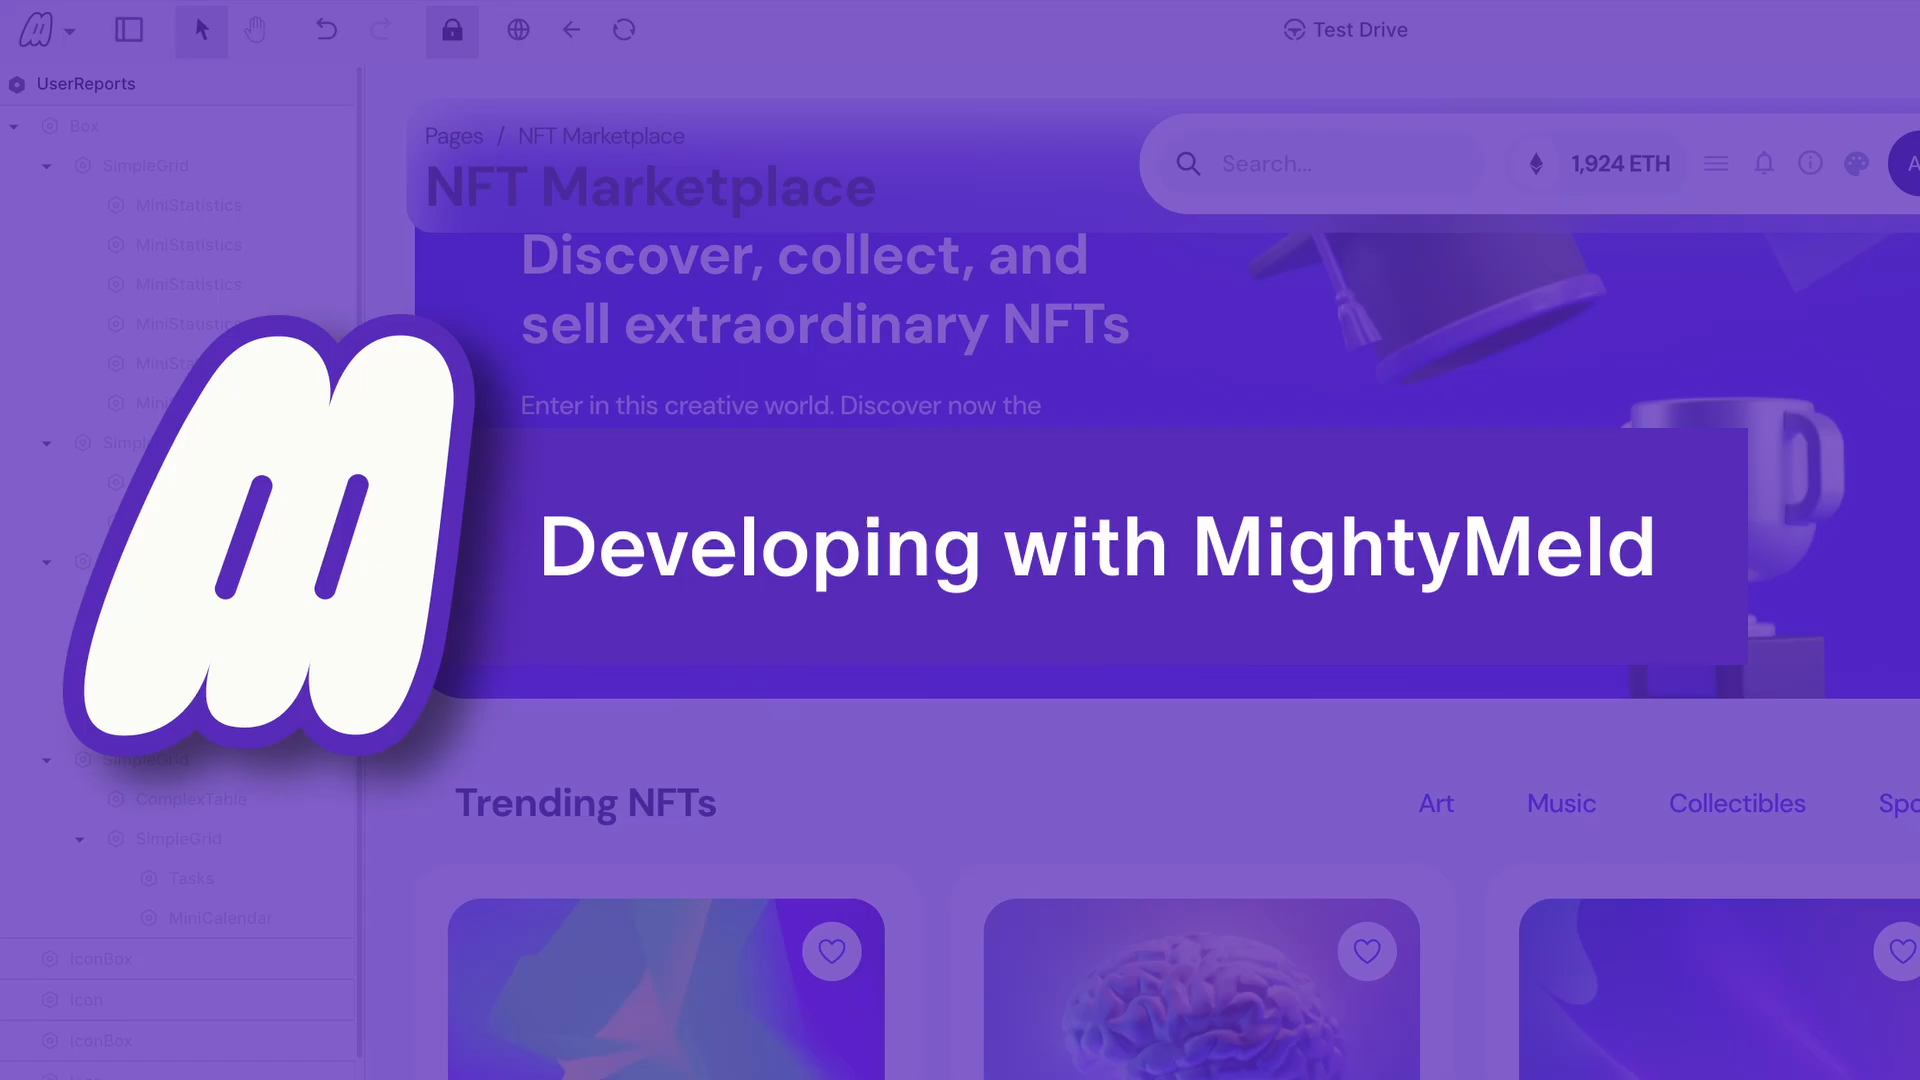 Test Drive
UserReports
Box
SimpleGrid
MiniStatistics
MiniStatistics
MiniStatistics
MiniStatistics
SimpleGrid
ComplexTable
SimpleGrid
Tasks
MiniCalendar
IconBox
Icon
IconBox
Pages / NFT Marketplace
NFT Marketplace
Search...
1,924 ETH
A
Discover, collect, and
sell extraordinary NFTs
Enter in this creative world. Discover now the
Developing with MightyMeld
Trending NFTs
Art
Music
Collectibles